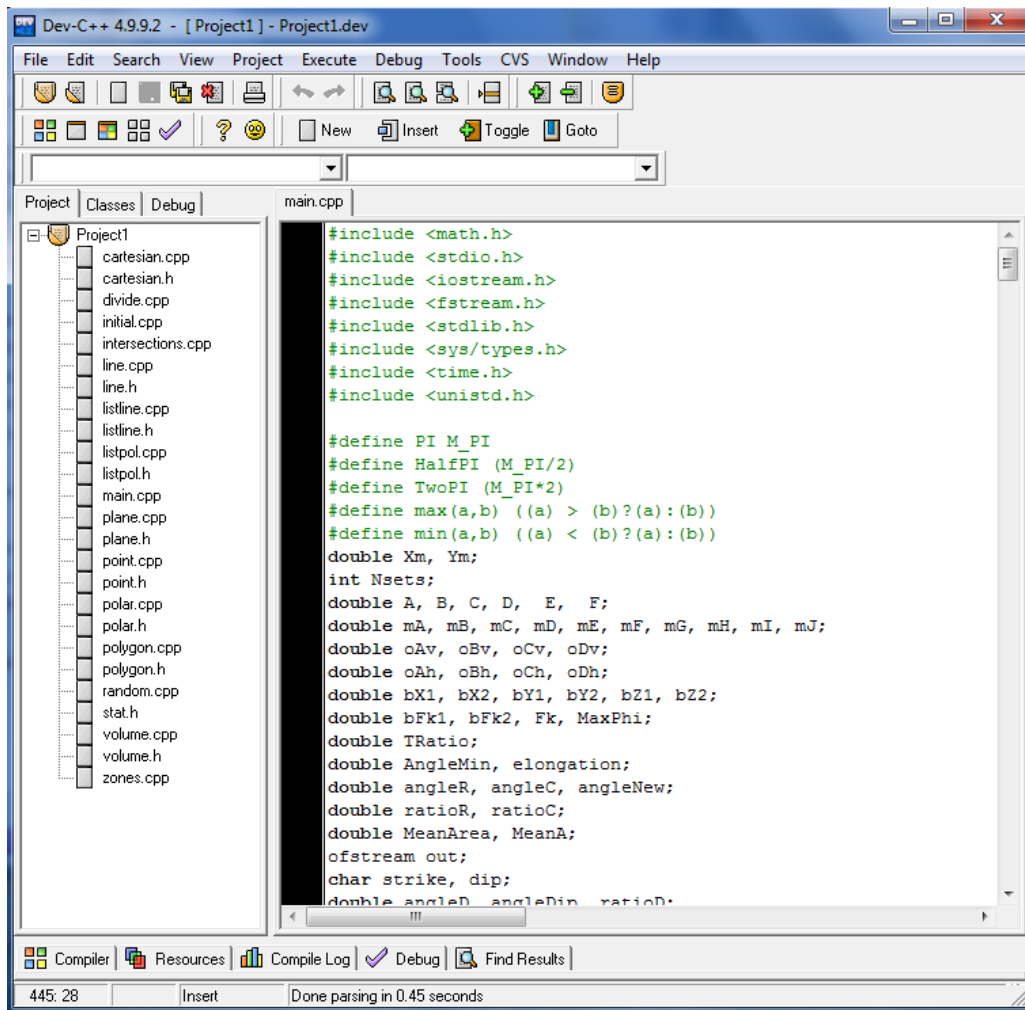 Dev-C++ 4.9.9.2 - [ Project1 ] - Project1.dev
File Edit Search View Project Execute Debug Tools CVS Window Help
New Insert Toggle Goto
Project Classes Debug
main.cpp
Project1
cartesian.cpp
cartesian.h
divide.cpp
initial.cpp
intersections.cpp
line.cpp
line.h
listline.cpp
listline.h
listpol.cpp
listpol.h
main.cpp
plane.cpp
plane.h
point.cpp
point.h
polar.cpp
polar.h
polygon.cpp
polygon.h
random.cpp
stat.h
volume.cpp
volume.h
zones.cpp
#include <math.h>
#include <stdio.h>
#include <iostream.h>
#include <fstream.h>
#include <stdlib.h>
#include <sys/types.h>
#include <time.h>
#include <unistd.h>
#define PI M_PI
#define HalfPI (M_PI/2)
#define TwoPI (M_PI*2)
#define max(a,b) ((a) > (b)?(a):(b))
#define min(a,b) ((a) < (b)?(a):(b))
double Xm, Ym;
int Nsets;
double A, B, C, D, E, F;
double mA, mB, mC, mD, mE, mF, mG, mH, mI, mJ;
double oAv, oBv, oCv, oDv;
double oAh, oBh, oCh, oDh;
double bX1, bX2, bY1, bY2, bZ1, bZ2;
double bFk1, bFk2, Fk, MaxPhi;
double TRatio;
double AngleMin, elongation;
double angleR, angleC, angleNew;
double ratioR, ratioC;
double MeanArea, MeanA;
ofstream out;
char strike, dip;
double angleD, angleDip, ratioD;
Compiler Resources Compile Log Debug Find Results
445: 28 Insert Done parsing in 0.45 seconds